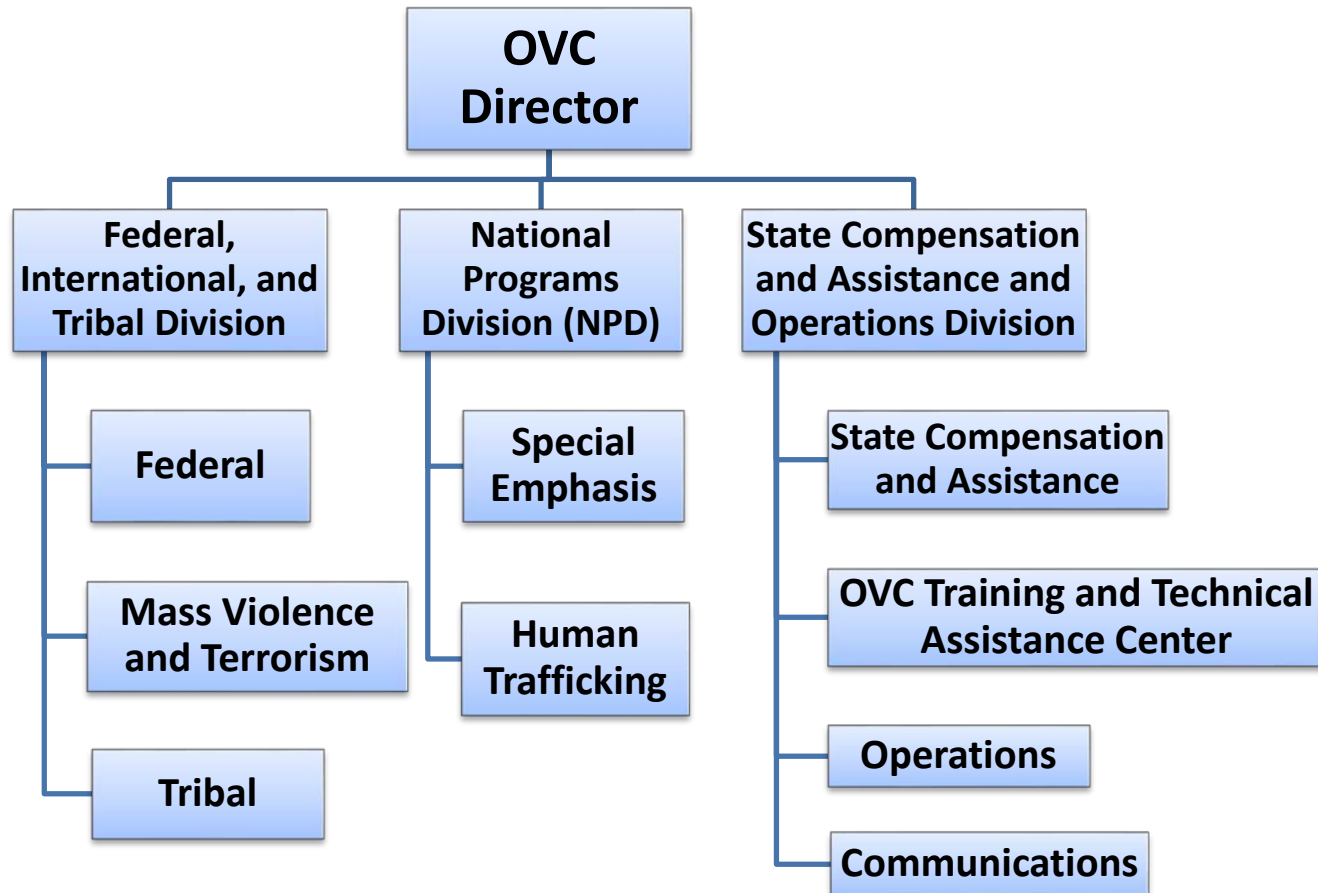 OVC
Director
Federal,
International, and
Tribal Division
National
Programs
Division (NPD)
State Compensation
and Assistance and
Operations Division
Federal
Mass Violence
and Terrorism
Tribal
Special
Emphasis
Human
Trafficking
State Compensation
and Assistance
OVC Training and Technical
Assistance Center
Operations
Communications